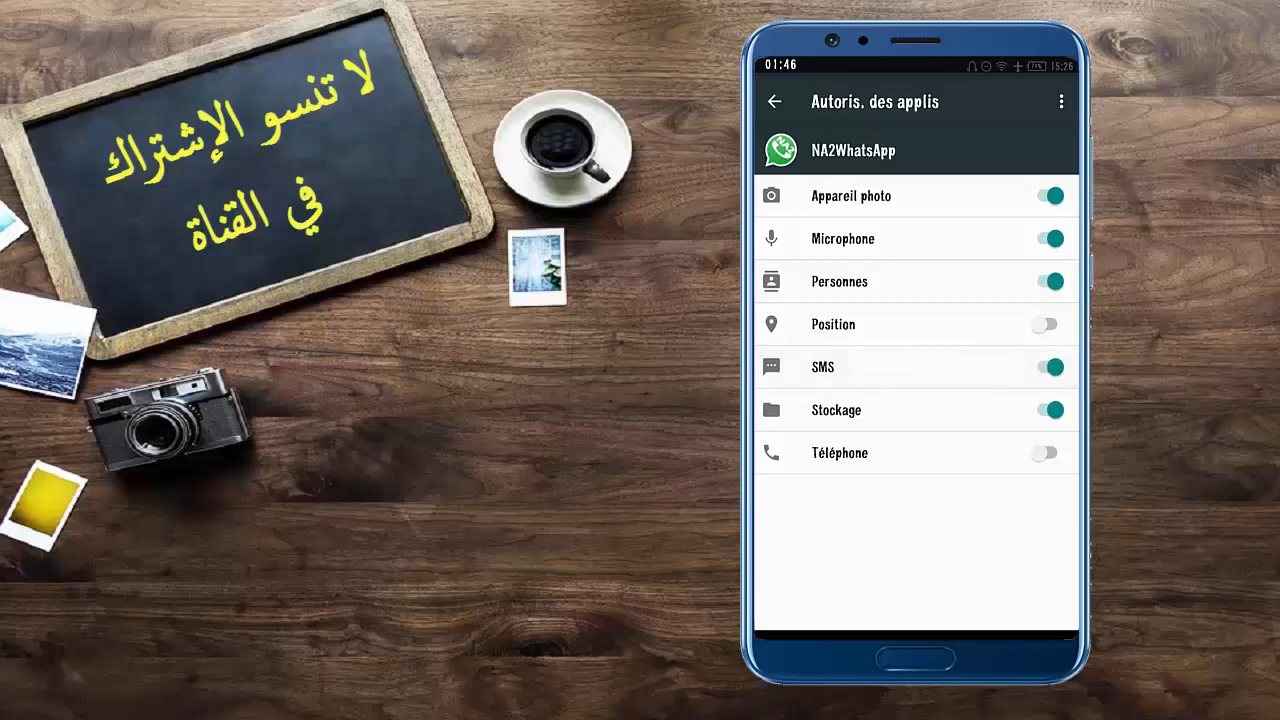 لا تنسو الإشتراك
في القناة
01:46
15:26
Autoris. des applis
NA2WhatsApp
Appareil photo
Microphone
Personnes
Position
SMS
Stockage
Téléphone